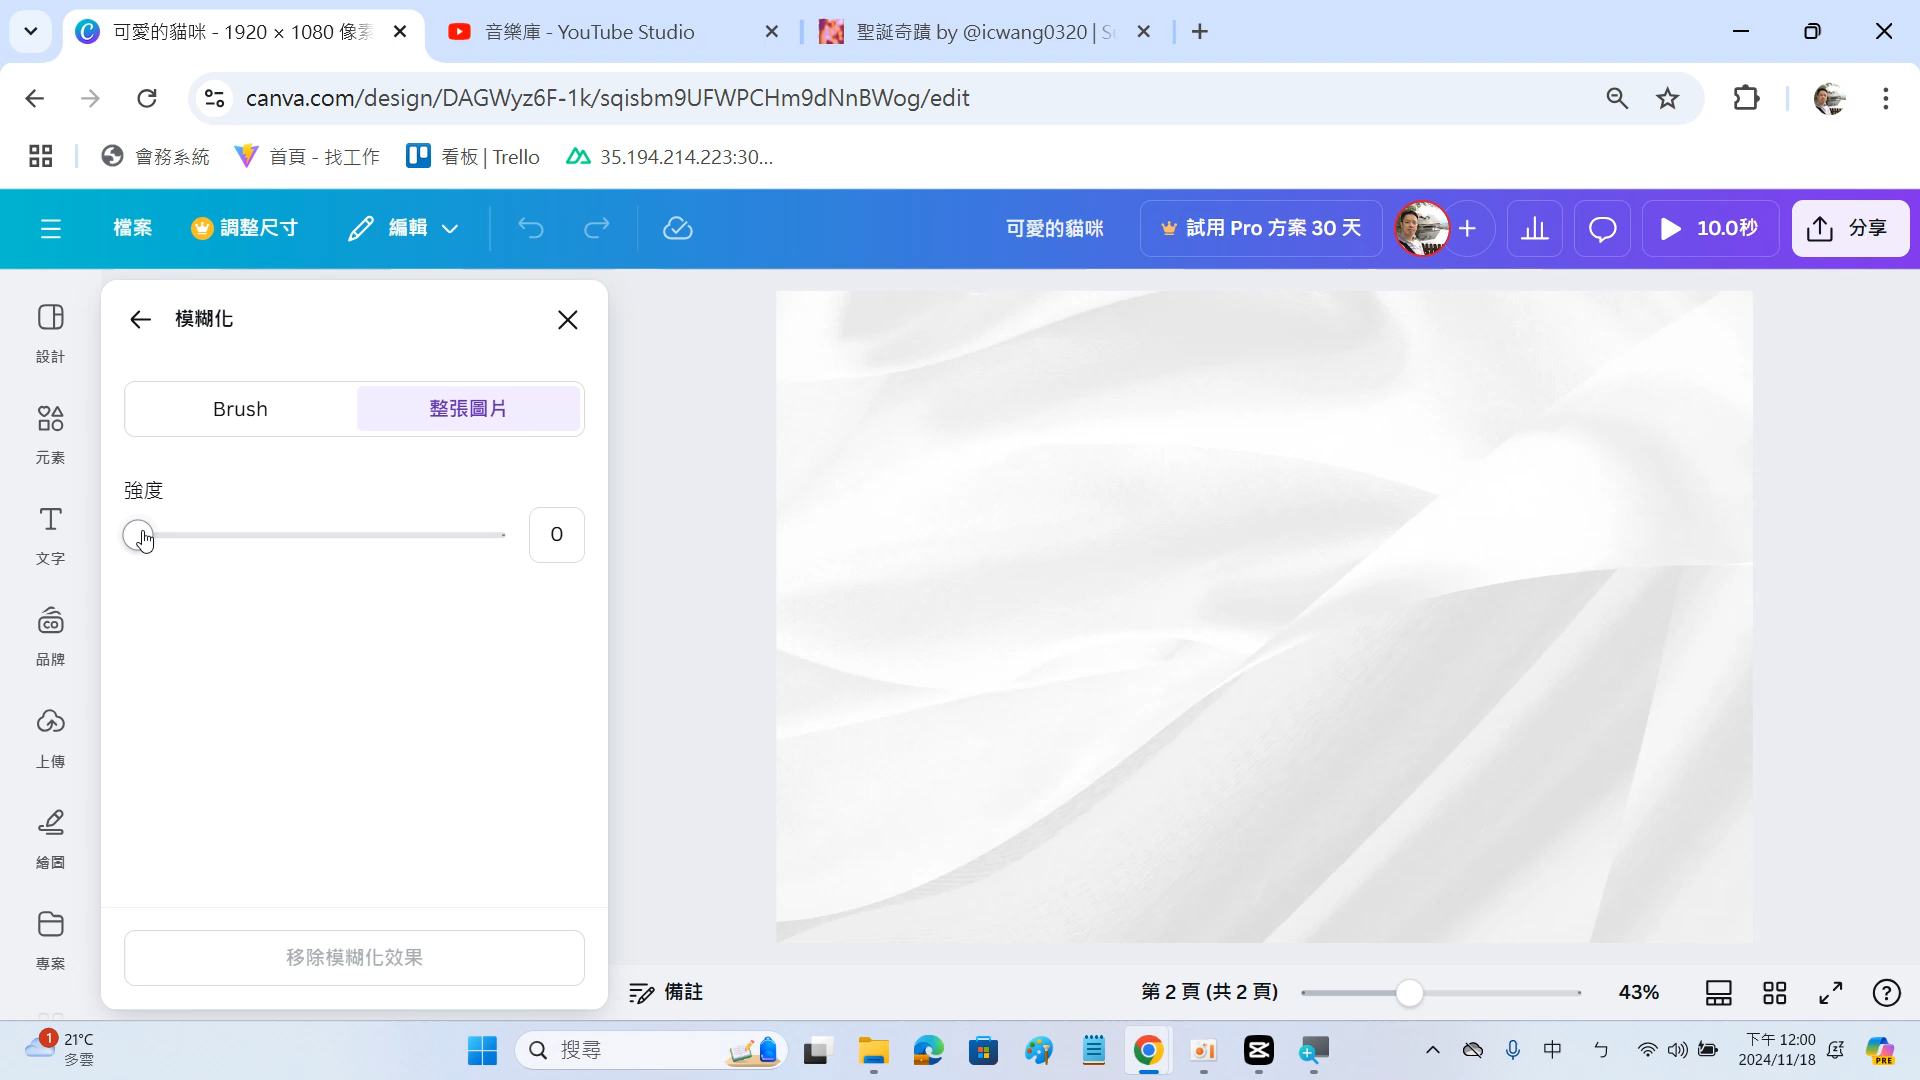 可愛的貓咪 - 1920 × 1080 像素
音樂庫 - YouTube Studio
聖誕奇蹟 by @icwang0320 | Su
canva.com/design/DAGWyz6F-1k/sqisbm9UFWPCHm9dNnBWog/edit
會務系統
首頁 - 找工作
看板 | Trello
35.194.214.223:30...
檔案
調整尺寸
編輯
可愛的貓咪
試用 Pro 方案 30 天
10.0秒
分享
設計
元素
文字
CO
品牌
上傳
繪圖
專案
模糊化
Brush
整張圖片
強度
0
移除模糊化效果
備註
第 2 頁 (共 2 頁)
43%
1
21°C
多雲
搜尋
中
ㄅ
下午 12:00
2024/11/18
PRE